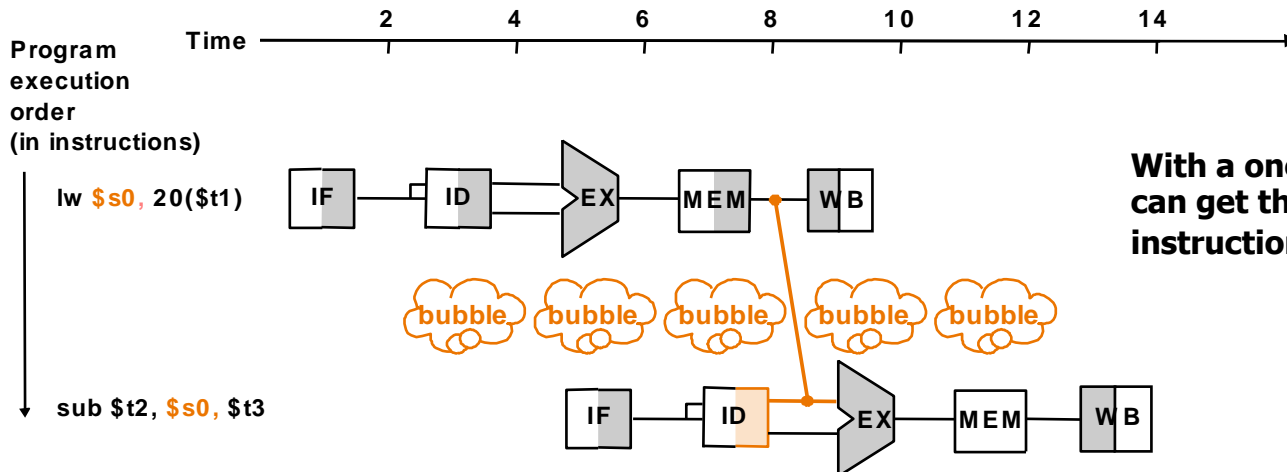 2 4 6 8 10 12 14
Time
Program
execution
order
(in instructions)
lw $s0, 20($t1)
IF ID EX MEM WB
With a one
can get th
instruction
bubble bubble bubble bubble bubble
sub $t2, $s0, $t3
IF ID EX MEM WB